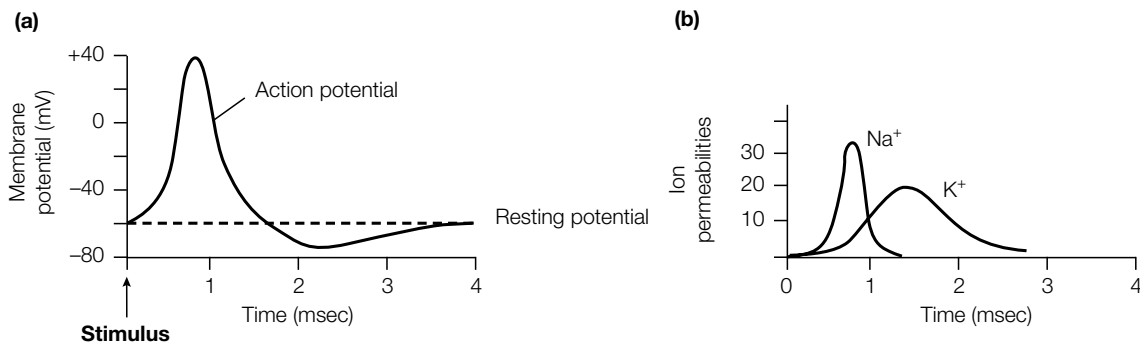 (a)
+40
0
–40
–80
Membrane
potential (mV)
Action potential
Resting potential
1
2
3
4
Time (msec)
Stimulus
(b)
30
20
10
Ion
permeabilities
Na⁺
K⁺
0
1
2
3
4
Time (msec)